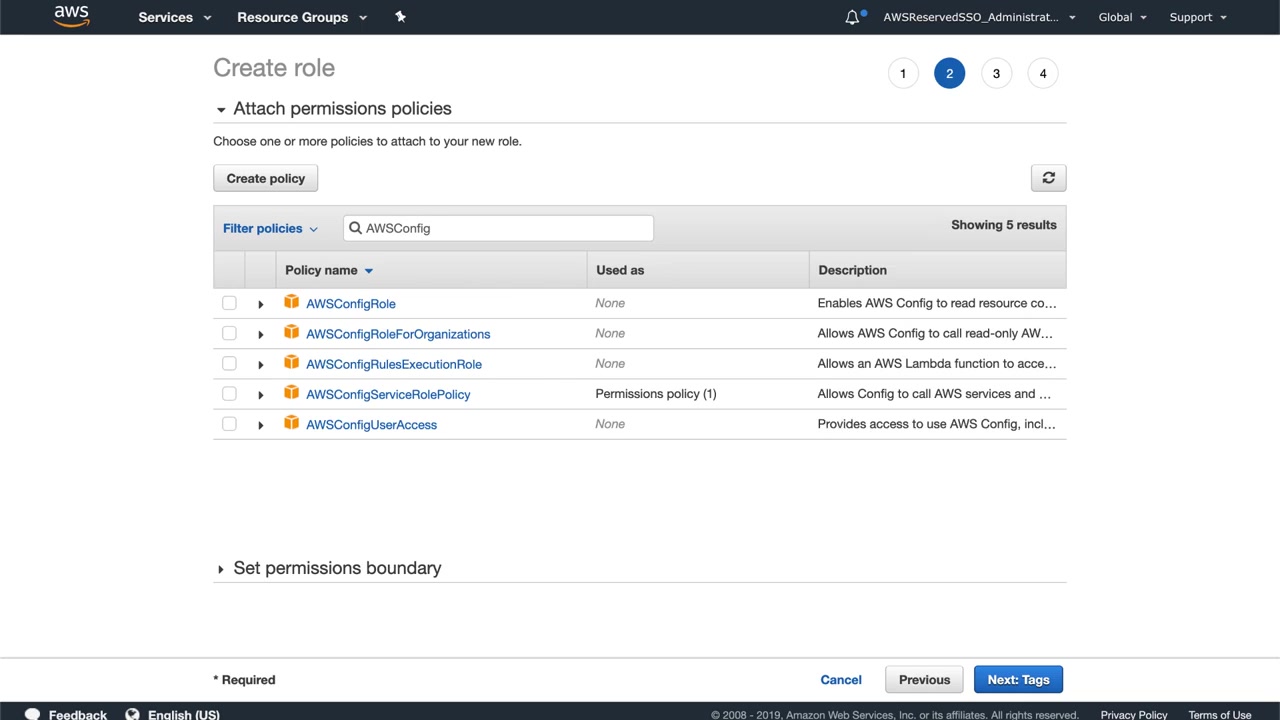 aws Services Resource Groups AWSReservedSSO_Administrat... Global Support
Create role
1 2 3 4
Attach permissions policies
Choose one or more policies to attach to your new role.
Create policy
Filter policies AWSConfig Showing 5 results
Policy name Used as Description
AWSConfigRole None Enables AWS Config to read resource co…
AWSConfigRoleForOrganizations None Allows AWS Config to call read-only AW…
AWSConfigRulesExecutionRole None Allows an AWS Lambda function to acce…
AWSConfigServiceRolePolicy Permissions policy (1) Allows Config to call AWS services and …
AWSConfigUserAccess None Provides access to use AWS Config, incl…
Set permissions boundary
* Required Cancel Previous Next: Tags
Feedback English (US) © 2008 - 2019, Amazon Web Services, Inc. or its affiliates. All rights reserved. Privacy Policy Terms of Use